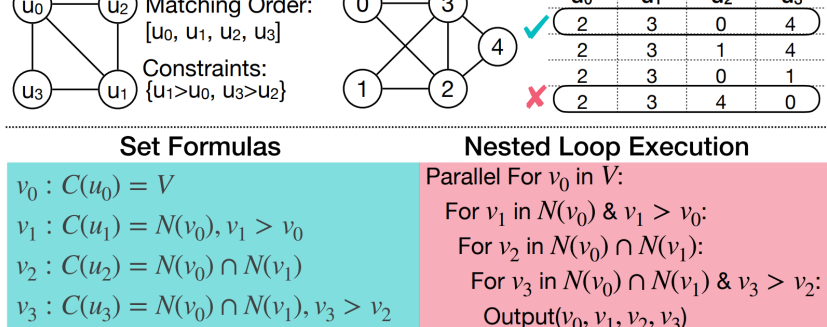 u₀ u₂ Matching Order:
[u₀, u₁, u₂, u₃]
Constraints:
u₃ u₁ {u₁>u₀, u₃>u₂}
0 3
4
1 2
u₀ u₁ u₂ u₃
✓ 2 3 0 4
2 3 1 4
2 3 0 1
✗ 2 3 4 0
Set Formulas
v₀ : C(u₀) = V
v₁ : C(u₁) = N(v₀), v₁ > v₀
v₂ : C(u₂) = N(v₀) ∩ N(v₁)
v₃ : C(u₃) = N(v₀) ∩ N(v₁), v₃ > v₂
Nested Loop Execution
Parallel For v₀ in V:
For v₁ in N(v₀) & v₁ > v₀:
For v₂ in N(v₀) ∩ N(v₁):
For v₃ in N(v₀) ∩ N(v₁) & v₃ > v₂:
Output(v₀, v₁, v₂, v₃)